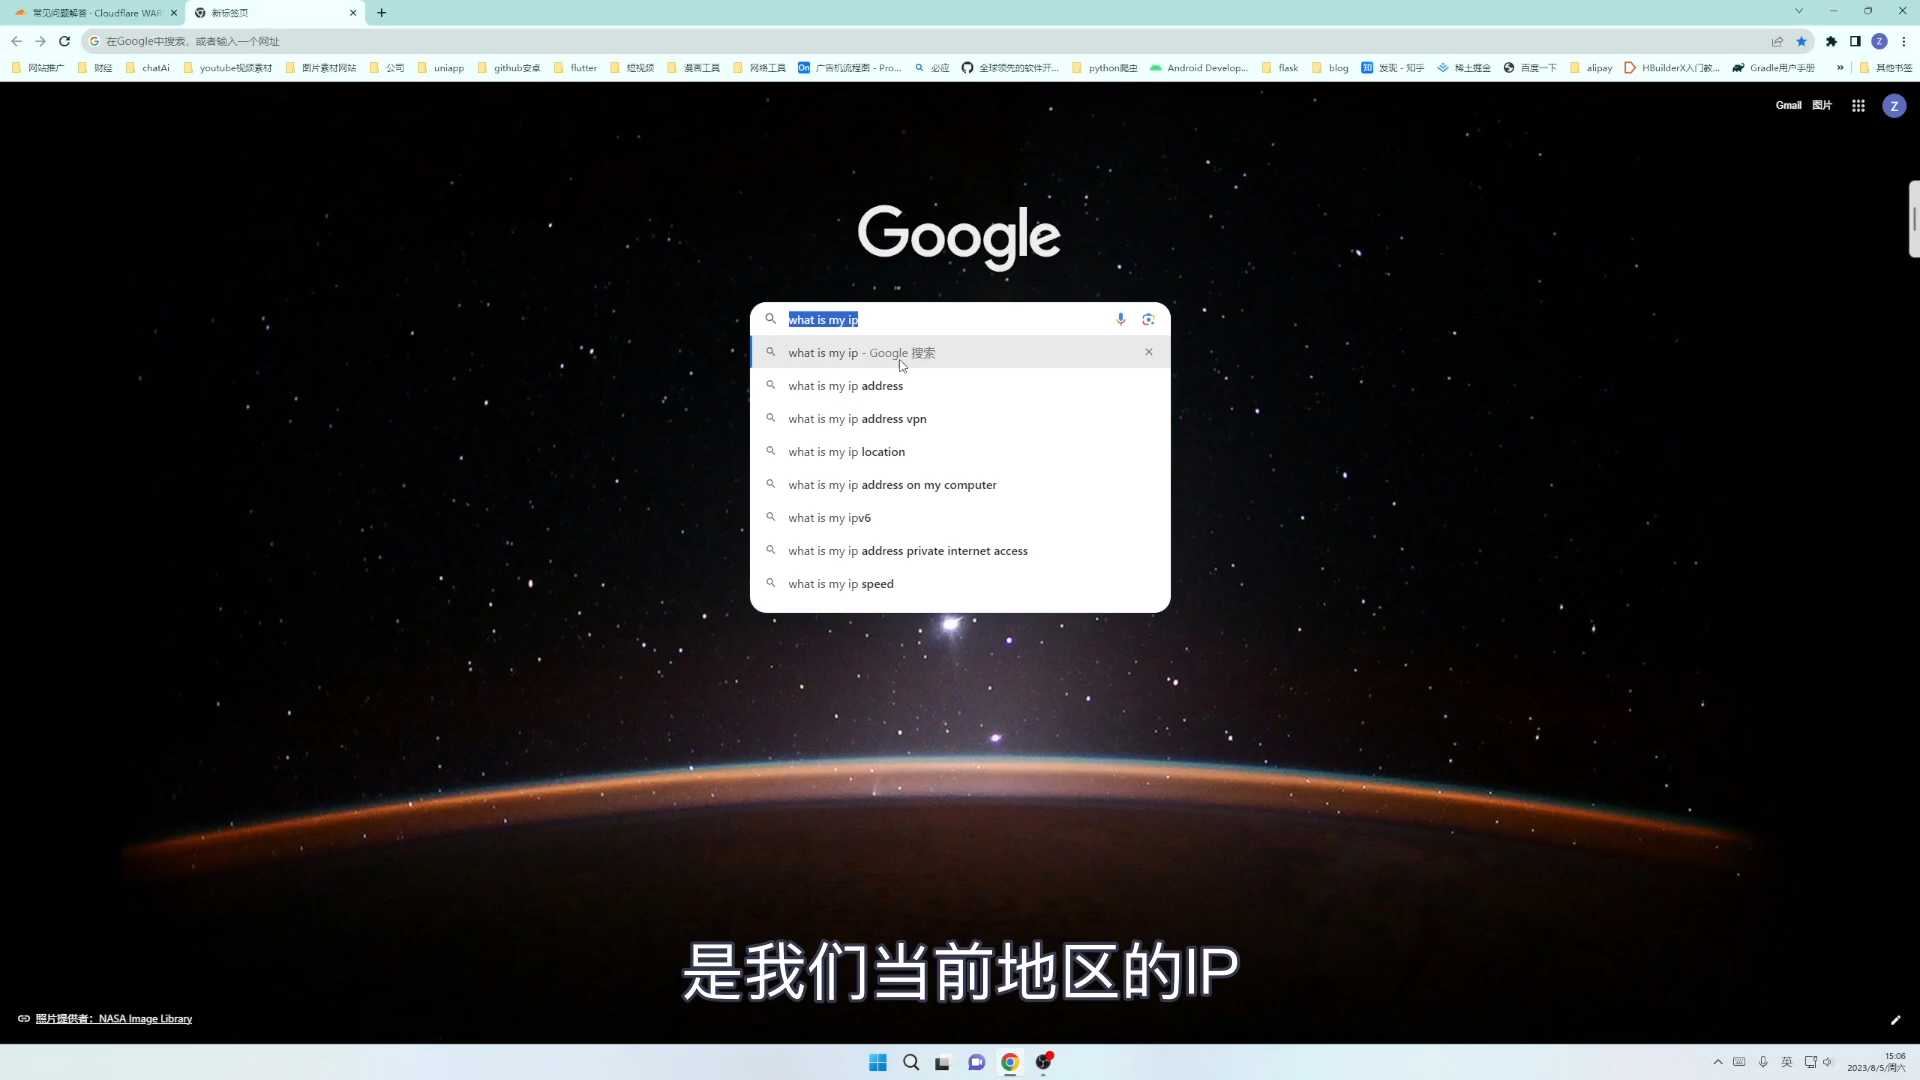 常见问题解答 · Cloudflare WAR
新标签页
在Google中搜索，或者输入一个网址
网站推广 财经 chatAi youtube视频素材 图片素材网站 公司 uniapp github安卓 flutter 短视频 漫画工具 网络工具 On 广告机流程图 - Pro... 必应 全球领先的软件开... python爬虫 Android Develop... flask blog 知 发现 - 知乎 稀土掘金 百度一下 alipay HBuilderX入门教... Gradle用户手册 » 其他书签
Gmail 图片 Z
Google
what is my ip
what is my ip - Google 搜索
what is my ip address
what is my ip address vpn
what is my ip location
what is my ip address on my computer
what is my ipv6
what is my ip address private internet access
what is my ip speed
是我们当前地区的IP
照片提供者：NASA Image Library
英
15:06
2023/8/5/周六